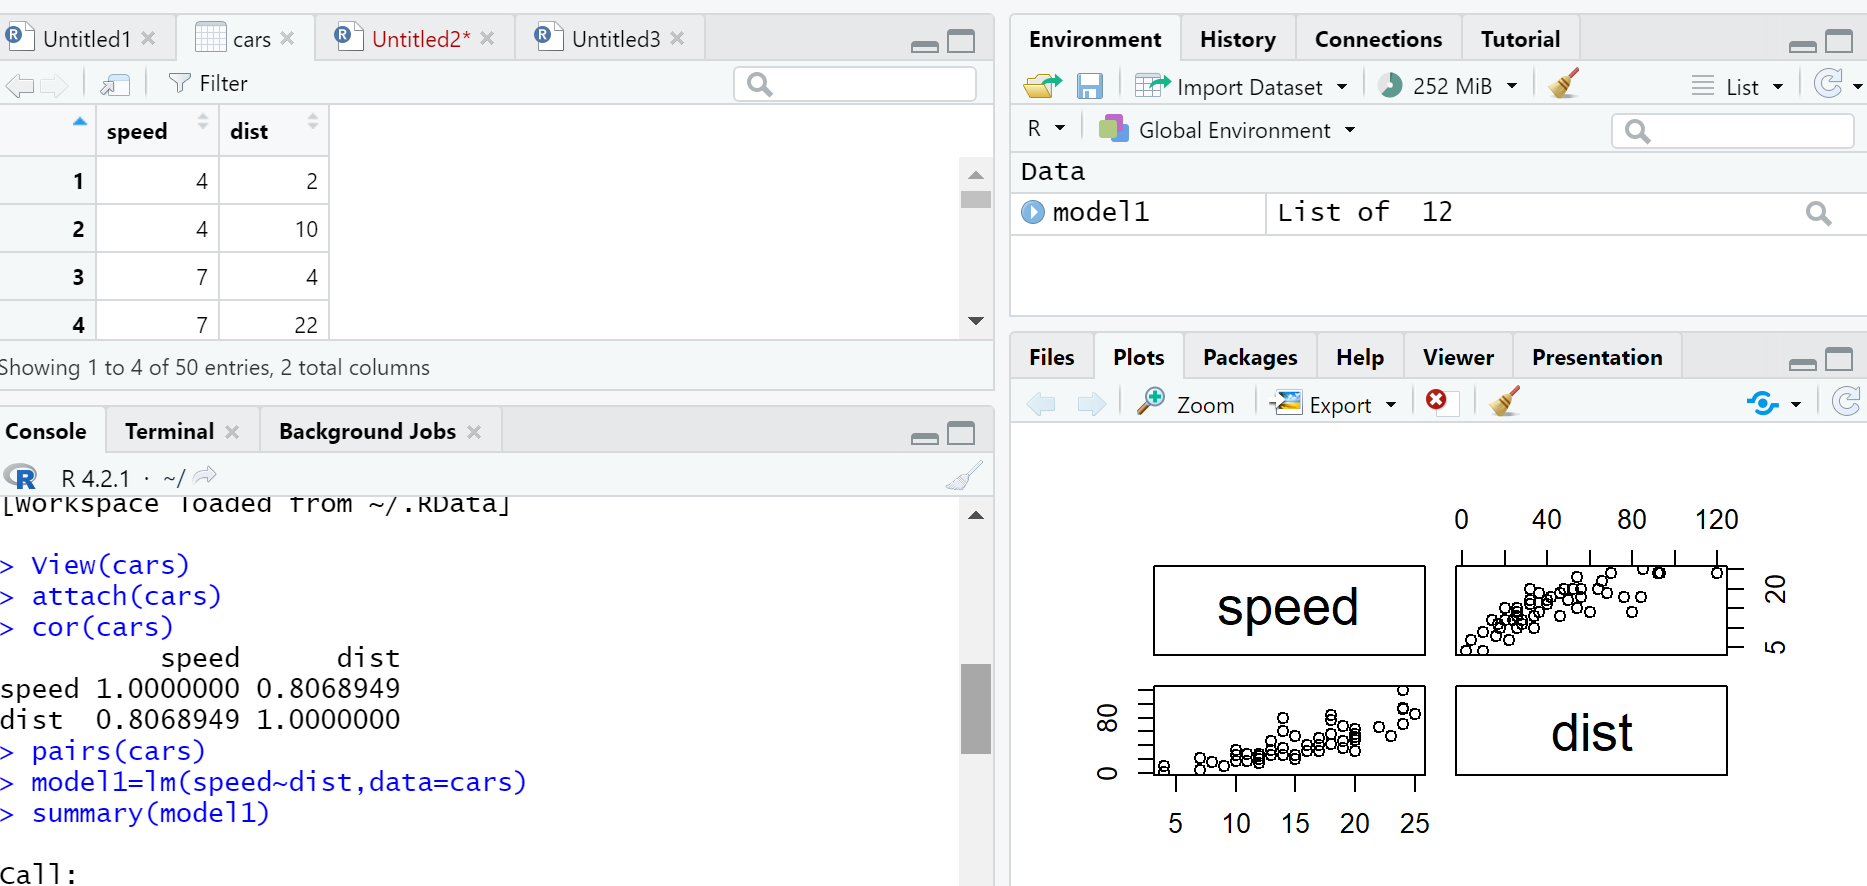 Untitled1
cars
Untitled2*
Untitled3
Filter
speed dist
1 4 2
2 4 10
3 7 4
4 7 22
Showing 1 to 4 of 50 entries, 2 total columns
Console Terminal Background Jobs
R 4.2.1 · ~/
[Workspace loaded from ~/.RData]
> View(cars)
> attach(cars)
> cor(cars)
speed dist
speed 1.0000000 0.8068949
dist 0.8068949 1.0000000
> pairs(cars)
> model1=lm(speed~dist,data=cars)
> summary(model1)
Call:
Environment History Connections Tutorial
Import Dataset 252 MiB List
R Global Environment
Data
model1 List of 12
Files Plots Packages Help Viewer Presentation
Zoom Export
0 40 80 120
speed
5 20
0 80
dist
5 10 15 20 25